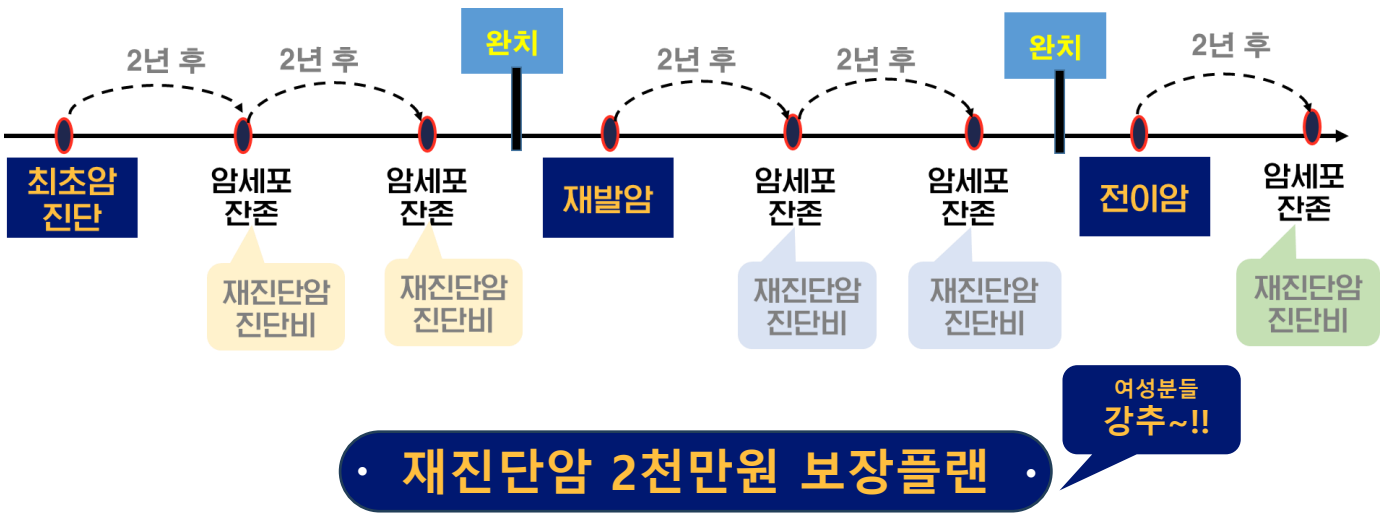 2년 후
2년 후
완치
2년 후
2년 후
완치
2년 후
최초암
진단
암세포
잔존
암세포
잔존
재발암
암세포
잔존
암세포
잔존
전이암
암세포
잔존
재진단암
진단비
재진단암
진단비
재진단암
진단비
재진단암
진단비
재진단암
진단비
여성분들
강추~!!
재진단암 2천만원 보장플랜